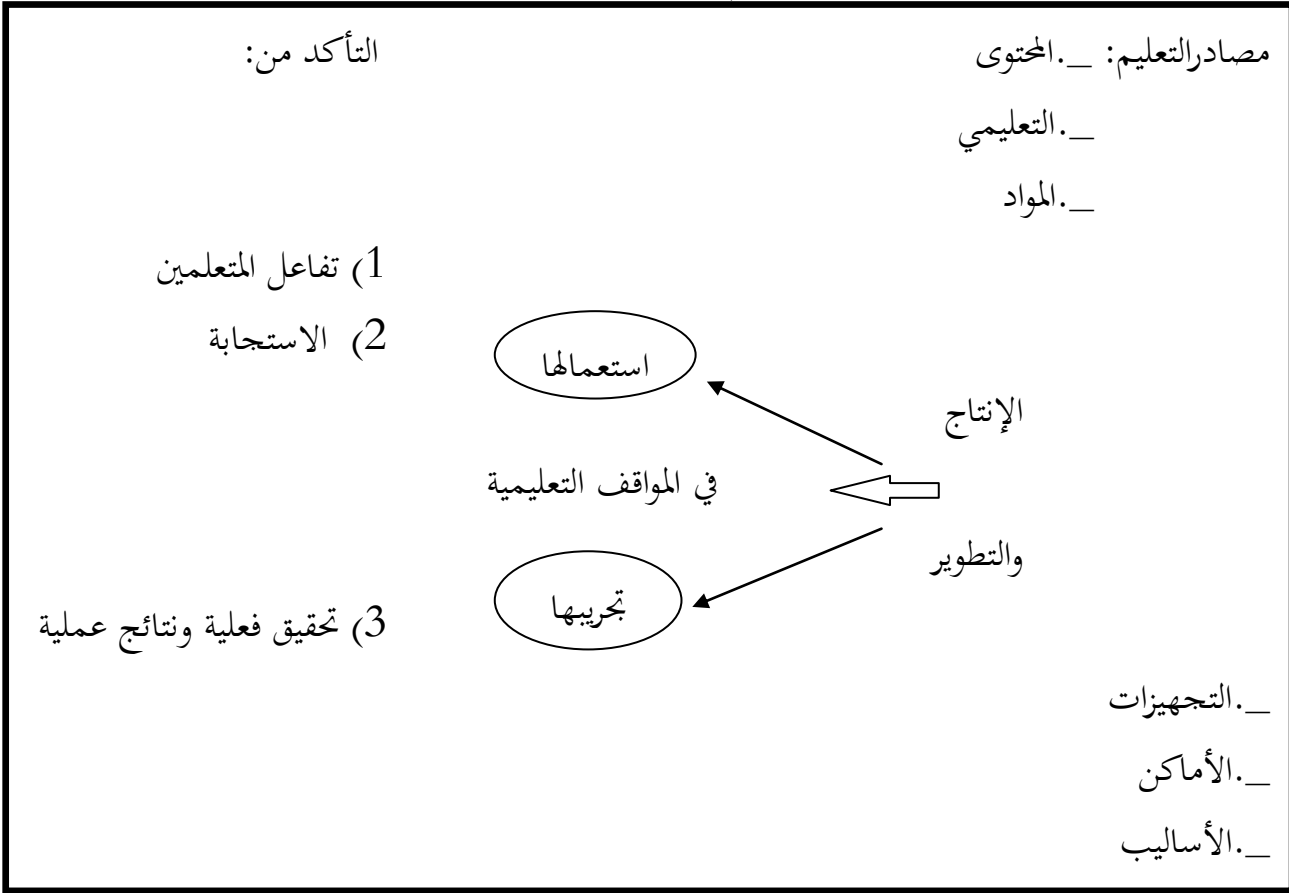 مصادرالتعليم: _.المحتوى
_.التعليمي
_.المواد
الإنتاج
والتطوير
_.التجهيزات
_.الأماكن
_.الأساليب
استعمالها
في المواقف التعليمية
تجريبها
التأكد من:
1) تفاعل المتعلمين
2) الاستجابة
3) تحقيق فعلية ونتائج عملية